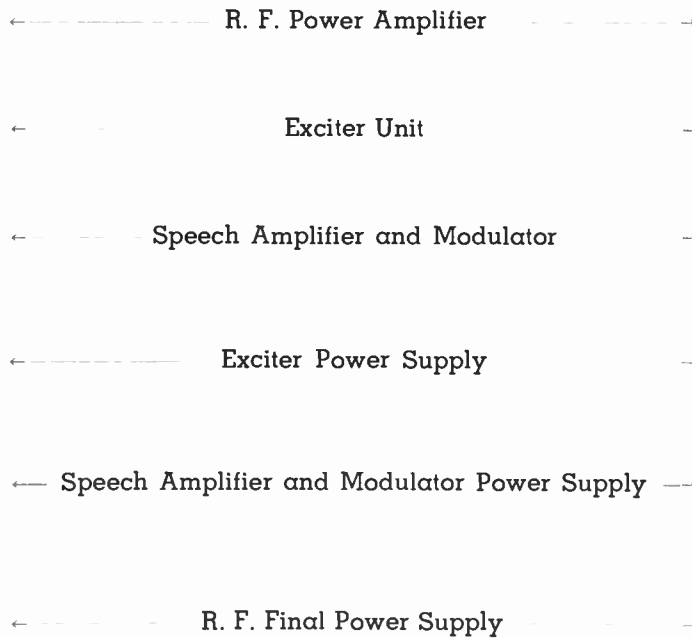 R. F. Power Amplifier
Exciter Unit
Speech Amplifier and Modulator
Exciter Power Supply
Speech Amplifier and Modulator Power Supply
R. F. Final Power Supply